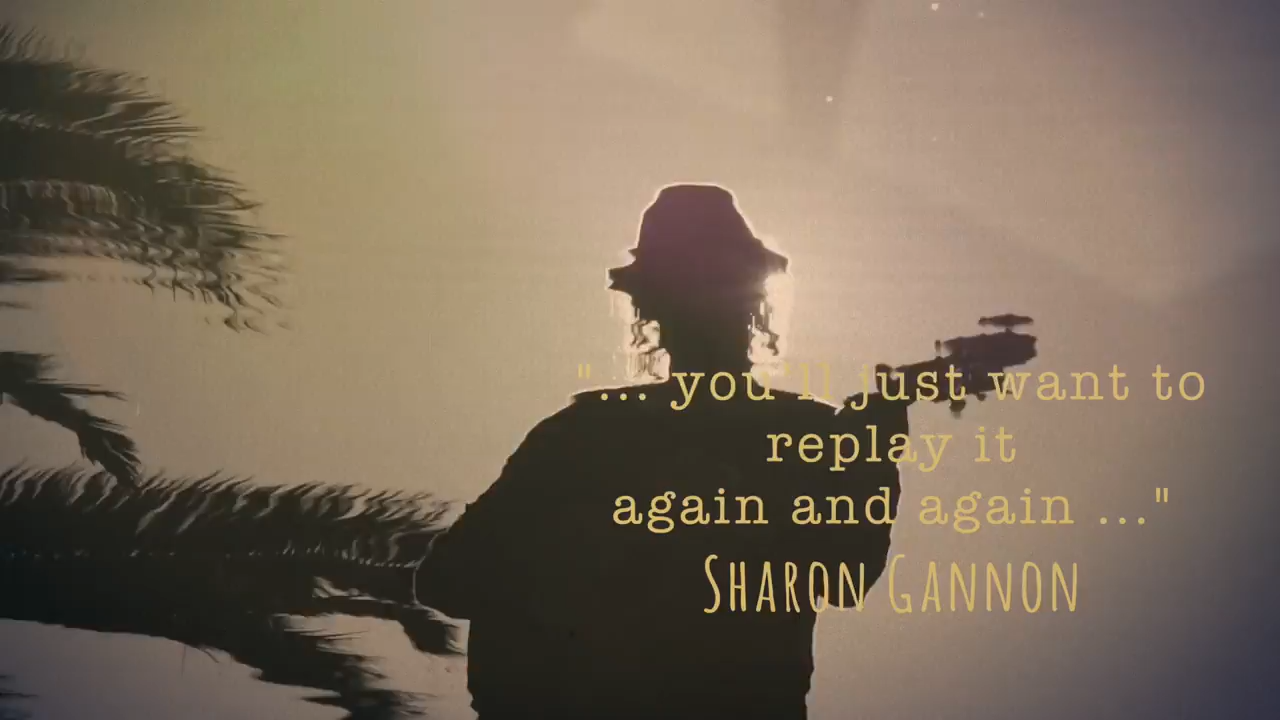 "... you'll just want to
replay it
again and again ..."
Sharon Gannon